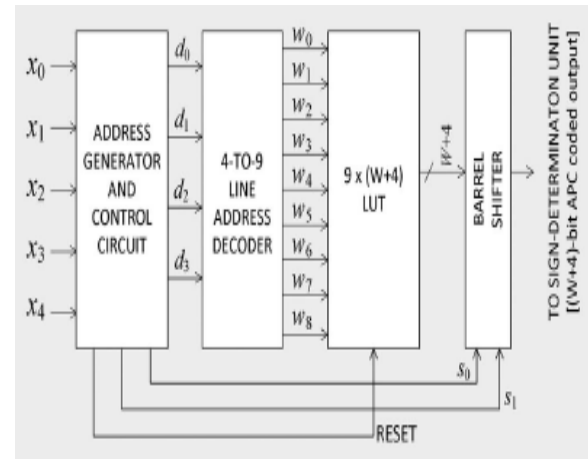 x0
x1
x2
x3
x4
ADDRESS
GENERATOR
AND
CONTROL
CIRCUIT
d0
d1
d2
d3
4-TO-9
LINE
ADDRESS
DECODER
w0
w1
w2
w3
w4
w5
w6
w7
w8
9 x (W+4)
LUT
W+4
BARREL
SHIFTER
TO SIGN-DETERMINATON UNIT
[(W+4)-bit APC coded output]
s0
s1
RESET